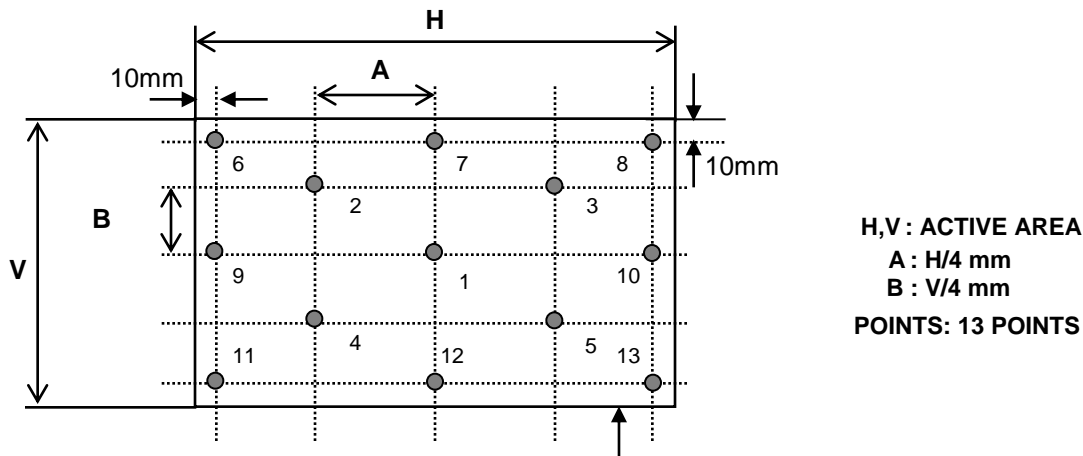 H
A
10mm
6
7
8
10mm
2
3
B
V
9
1
10
4
5
11
12
13
H,V : ACTIVE AREA
A : H/4 mm
B : V/4 mm
POINTS: 13 POINTS